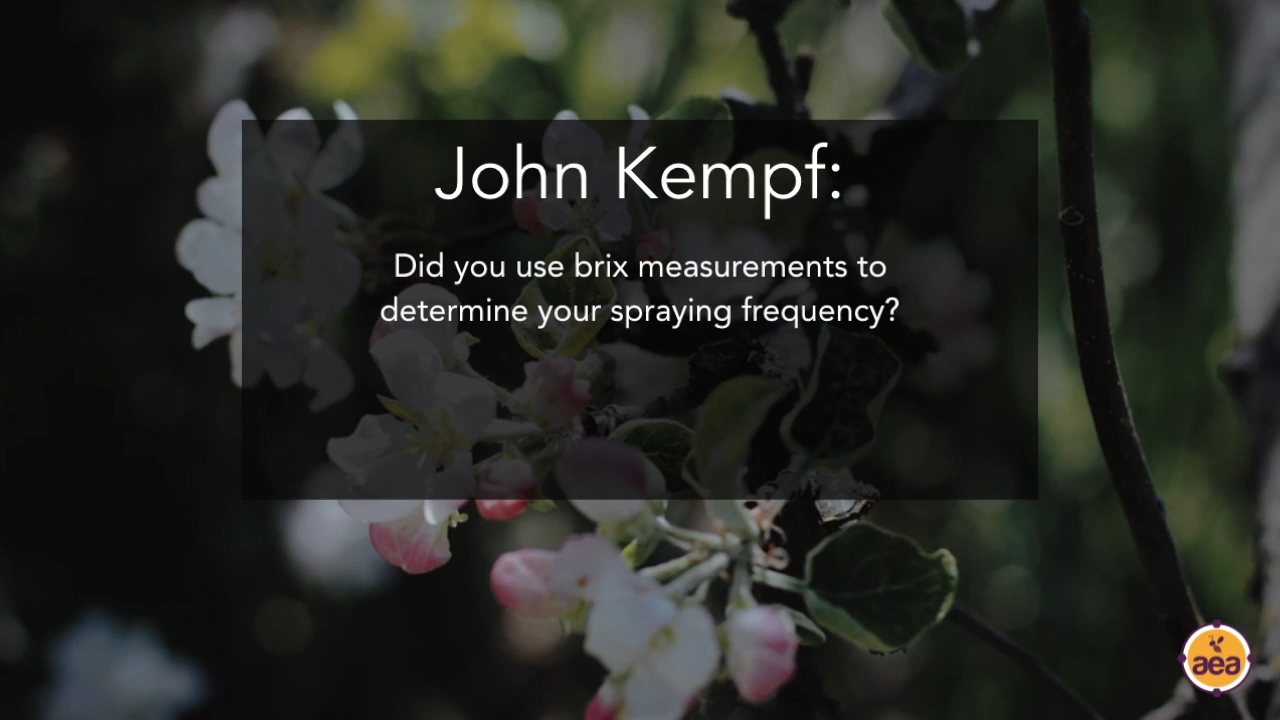 John Kempf:
Did you use brix measurements to
determine your spraying frequency?
aea